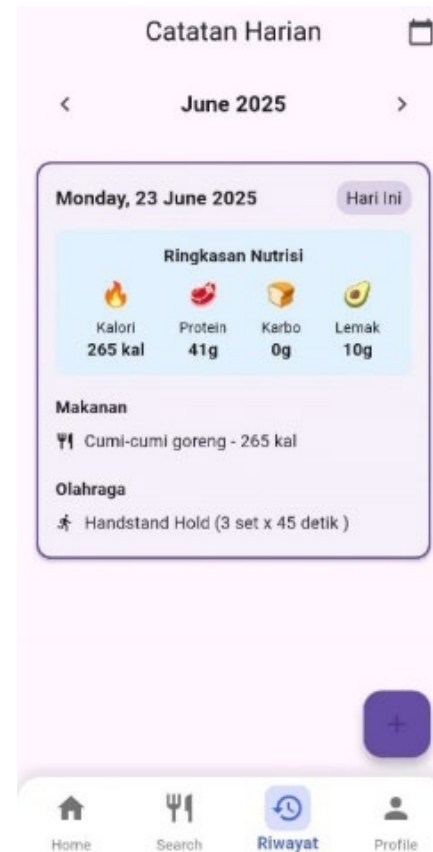 Catatan Harian
< June 2025 >
Monday, 23 June 2025 Hari Ini
Ringkasan Nutrisi
Kalori Protein Karbo Lemak
265 kal 41g 0g 10g
Makanan
Cumi-cumi goreng - 265 kal
Olahraga
Handstand Hold (3 set x 45 detik )
+
Home Search Riwayat Profile